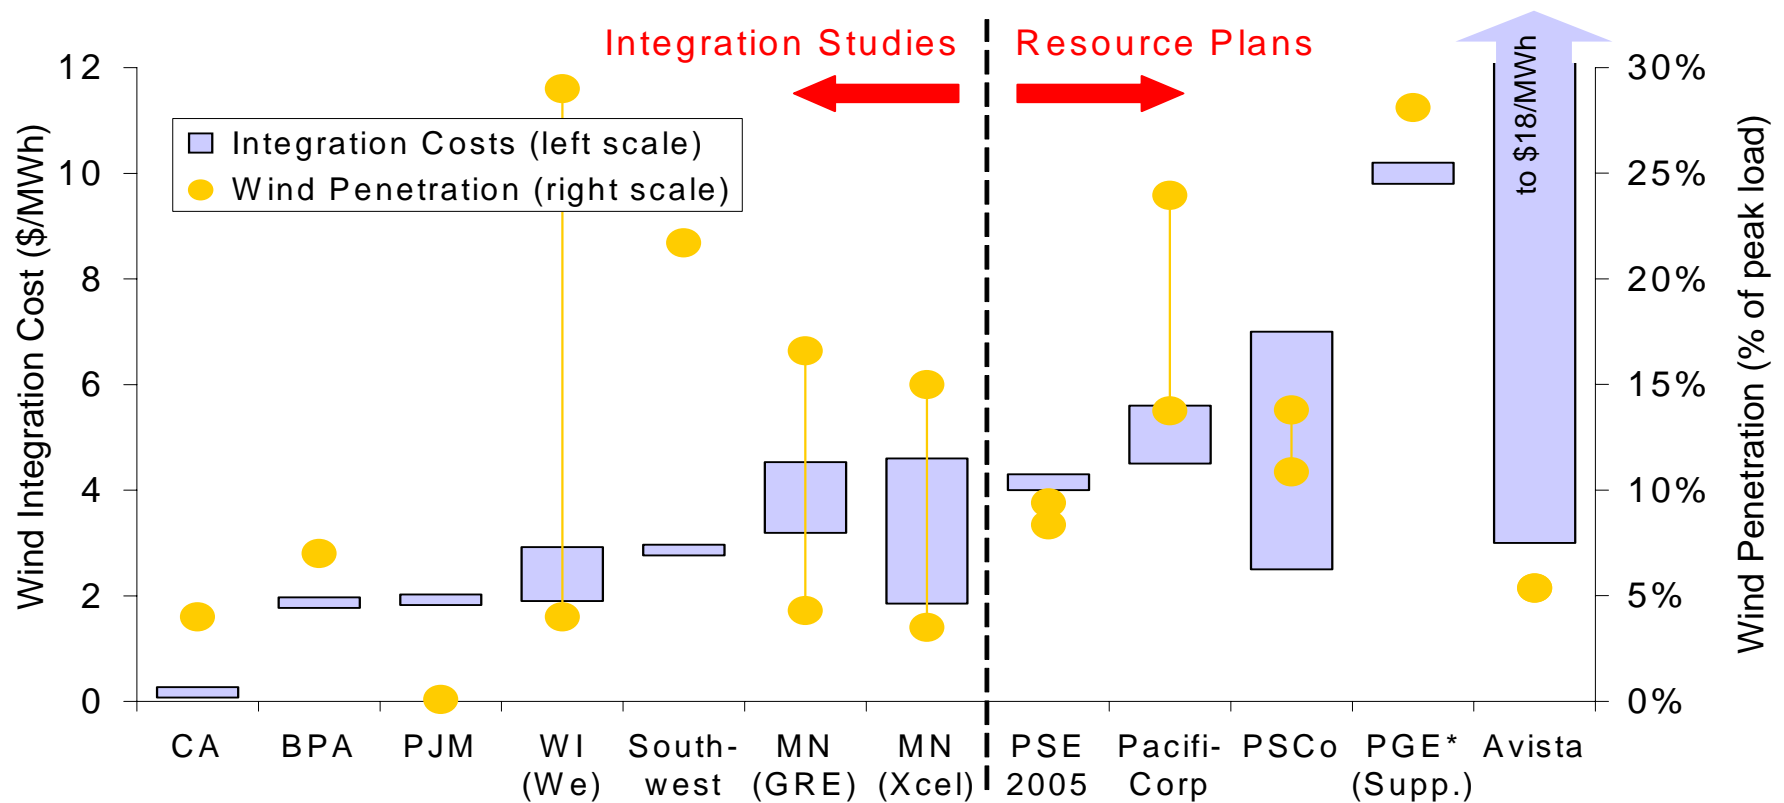 Integration Studies
Resource Plans
to $18/MWh
Wind Integration Cost ($/MWh)
12
10
8
6
4
2
0
Integration Costs (left scale)
Wind Penetration (right scale)
30%
25%
20%
15%
10%
5%
0%
Wind Penetration (% of peak load)
CA
BPA
PJM
WI
(We)
South-
west
MN
(GRE)
MN
(Xcel)
PSE
2005
Pacifi-
Corp
PSCo
PGE*
(Supp.)
Avista